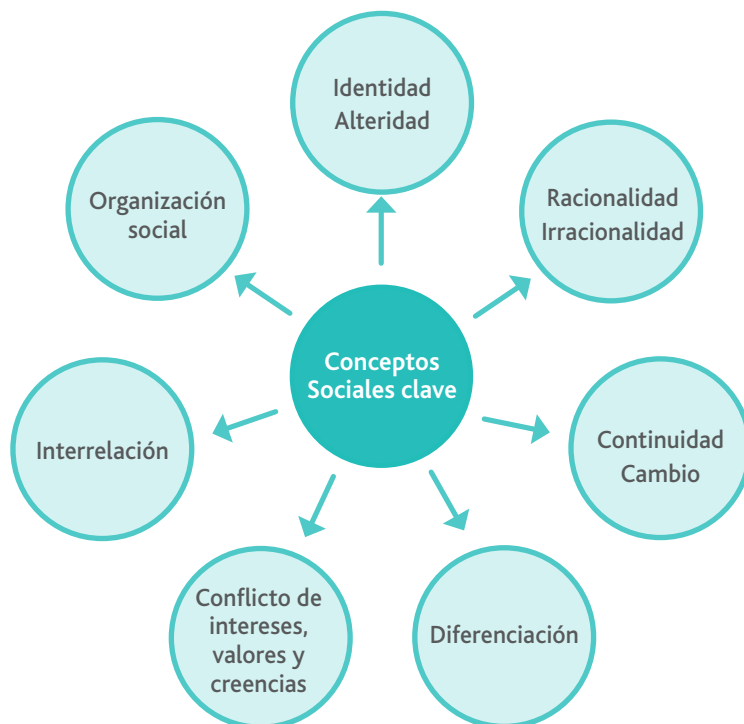 Identidad
Alteridad
Racionalidad
Irracionalidad
Continuidad
Cambio
Diferenciación
Conflicto de
intereses,
valores y
creencias
Interrelación
Organización
social
Conceptos
Sociales clave